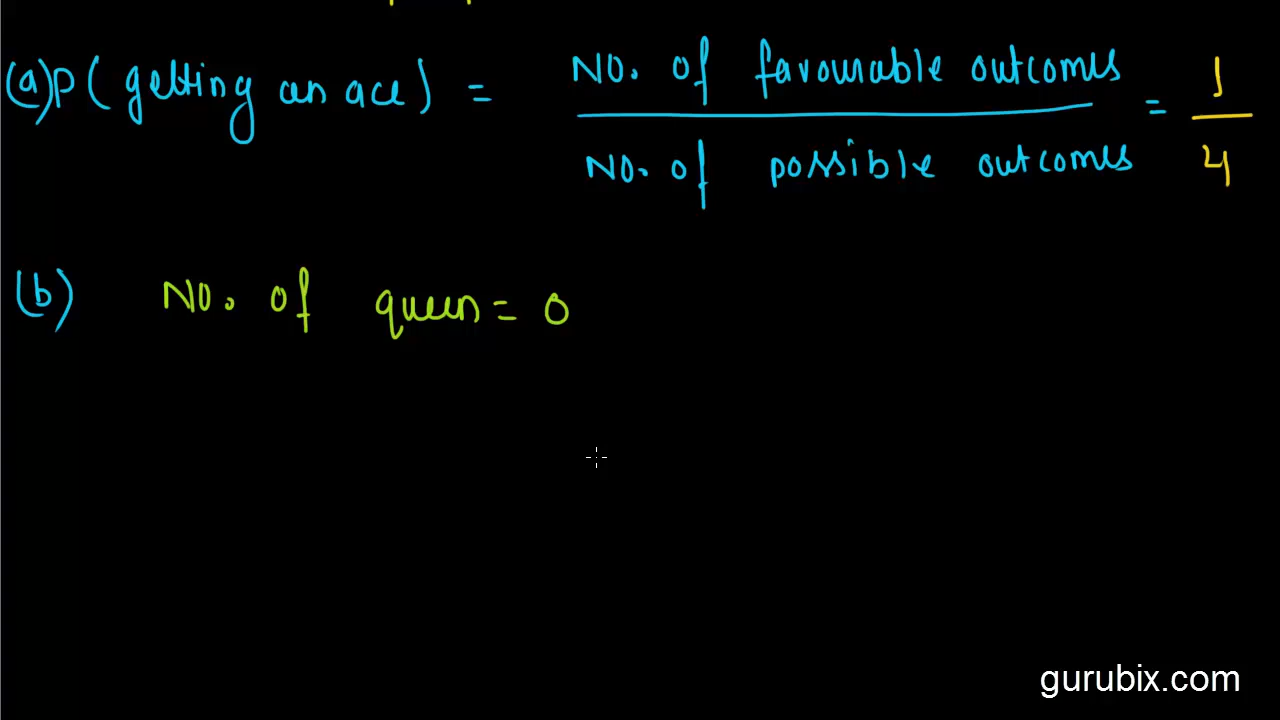 (a) P( getting an ace ) = No. of favourable outcomes / No. of possible outcomes = 1/4
(b) No. of queen = 0
gurubix.com